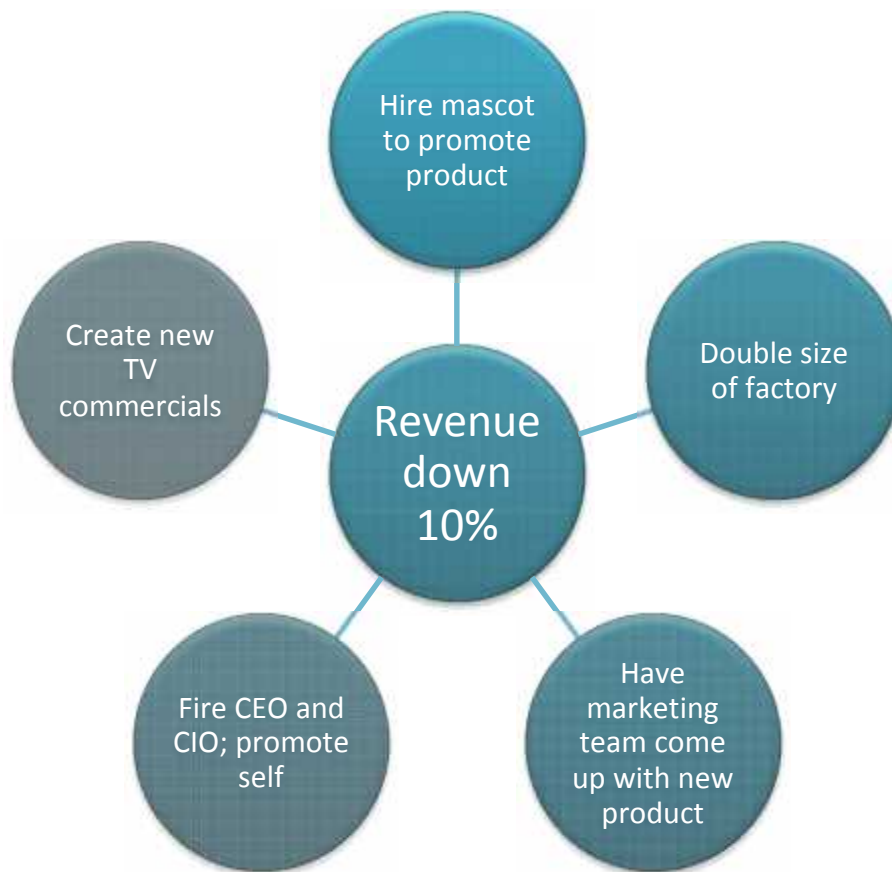 Hire mascot
to promote
product
Double size
of factory
Have
marketing
team come
up with new
product
Fire CEO and
CIO; promote
self
Create new
TV
commercials
Revenue
down
10%